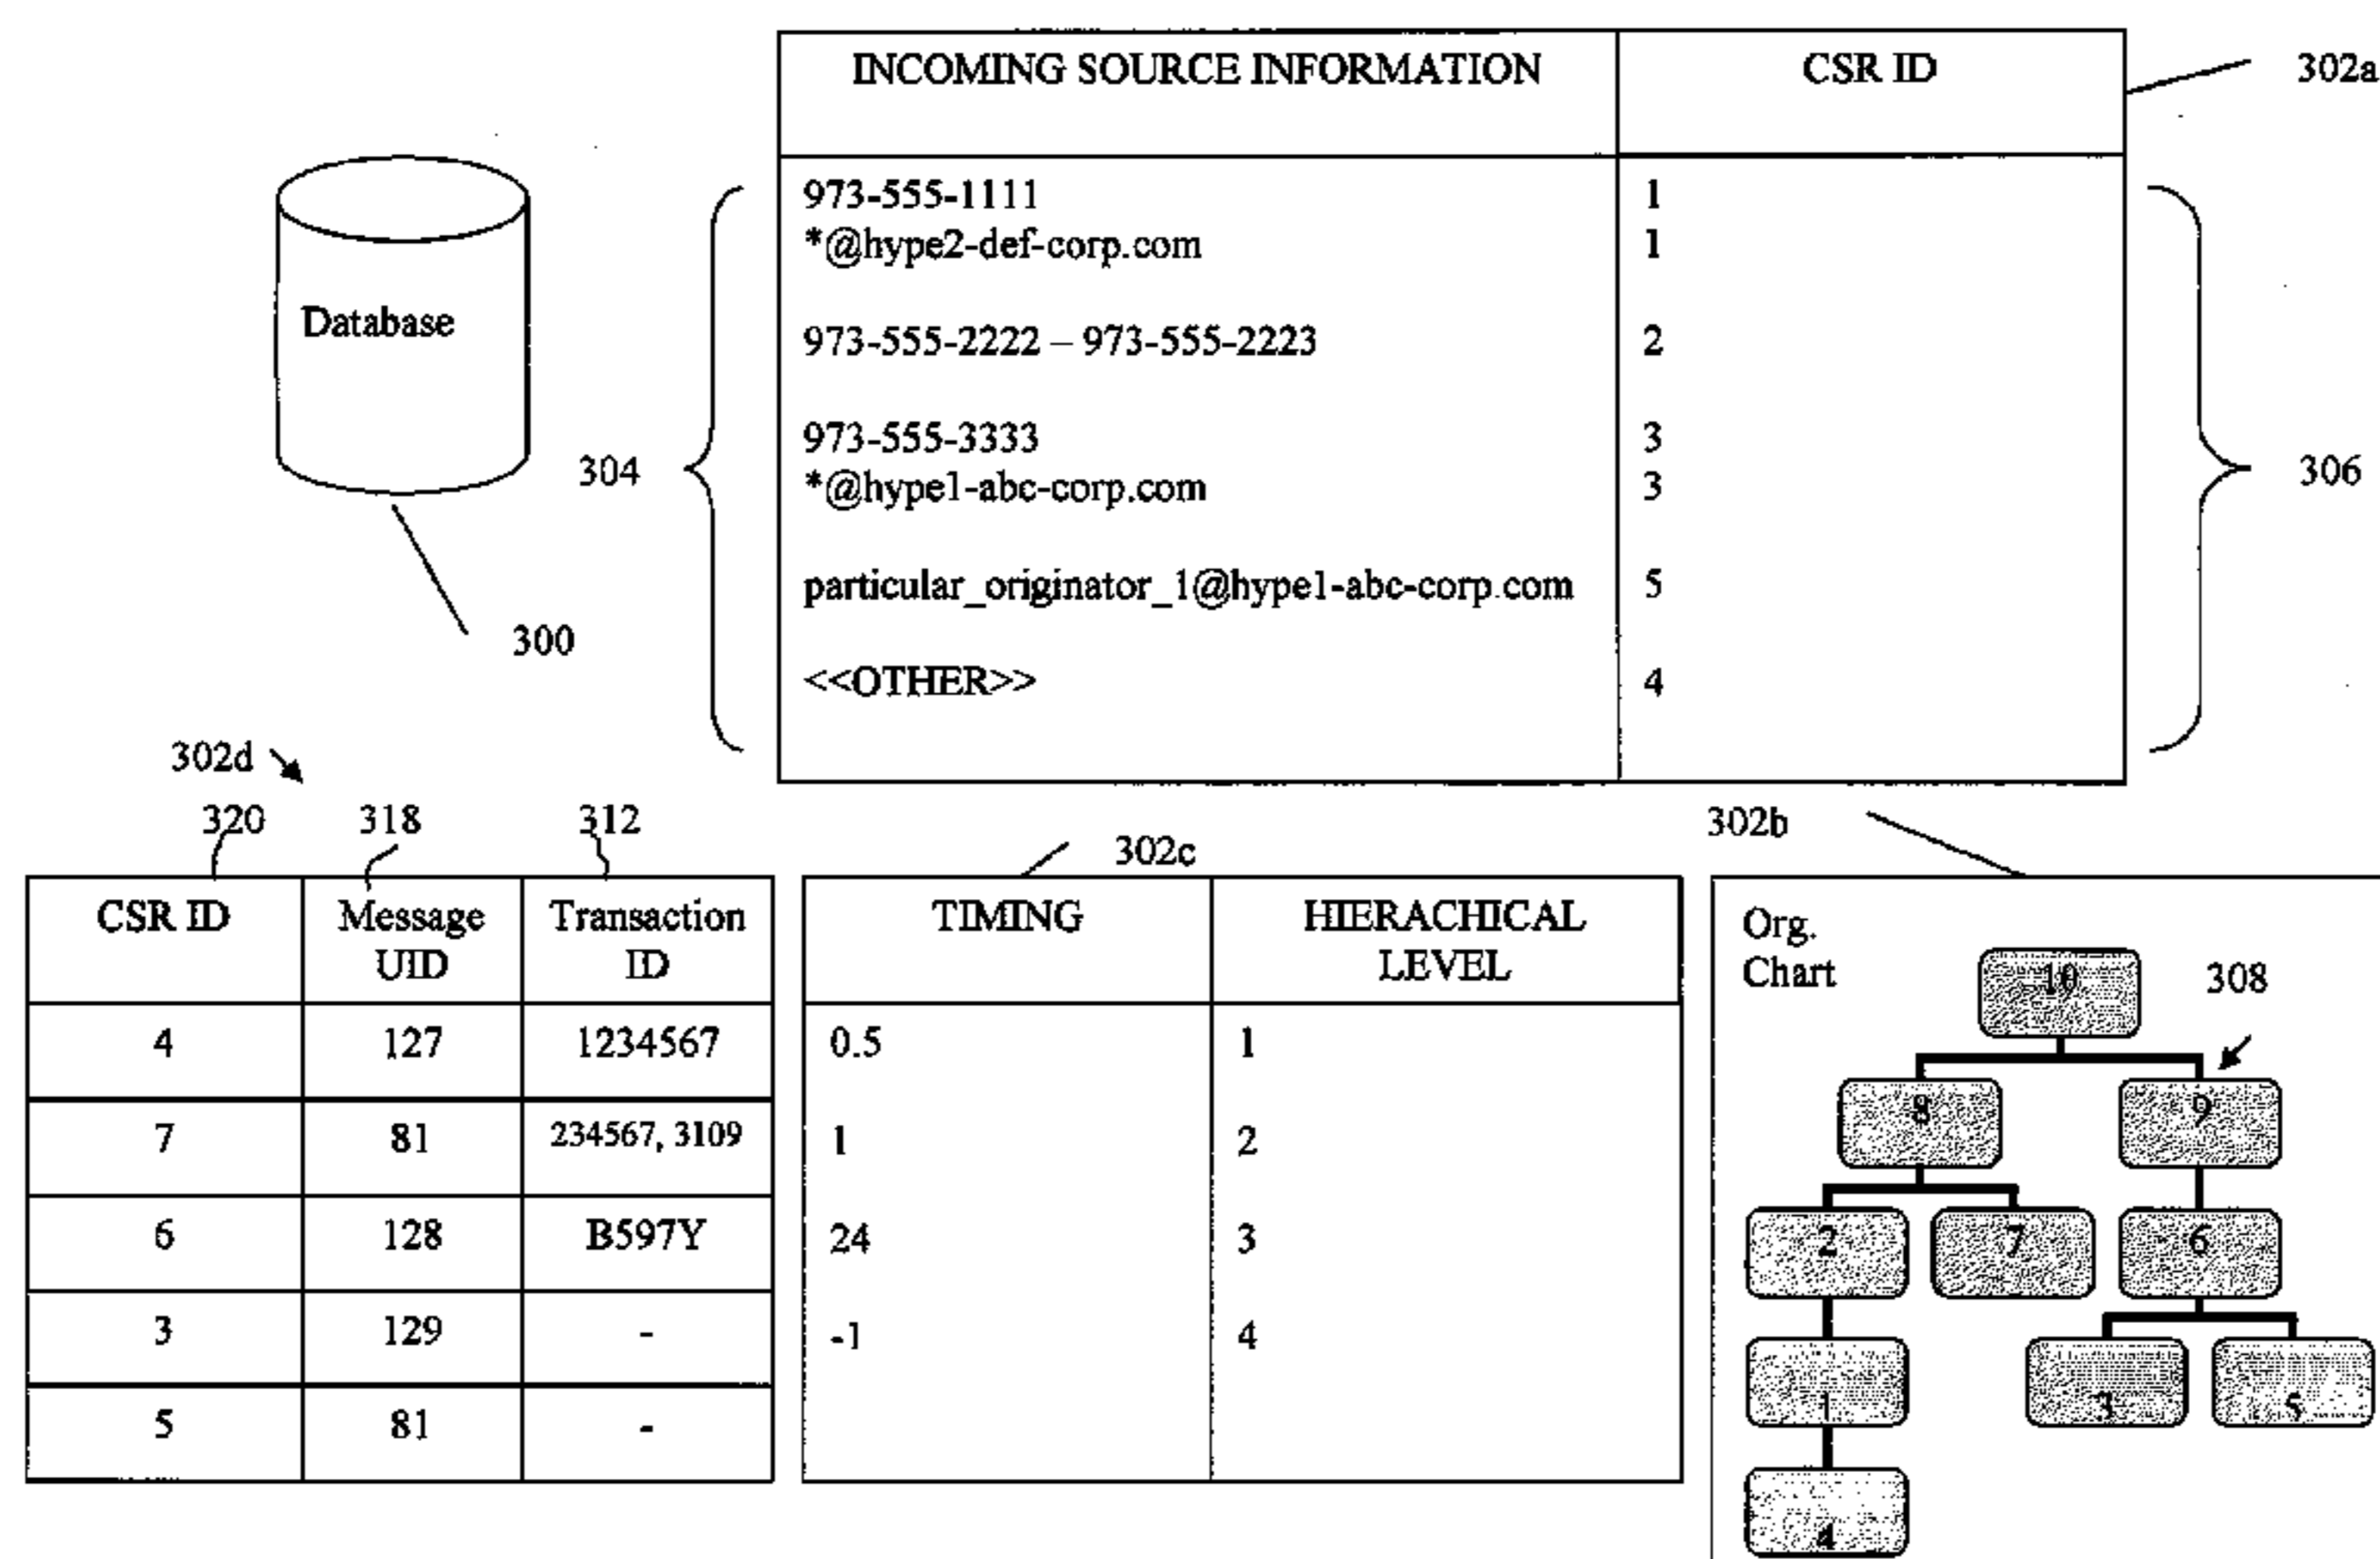 INCOMING SOURCE INFORMATION CSR ID
302a
973-555-1111 1
*@hype2-def-corp.com 1
Database
973-555-2222 – 973-555-2223 2
973-555-3333 3
304
306
*@hype1-abc-corp.com 3
particular_originator_1@hype1-abc-corp.com 5
300
<<OTHER>> 4
302d
320 318 312
302c
302b
CSR ID Message UID Transaction ID
4 127 1234567
7 81 234567, 3109
6 128 B597Y
3 129 -
5 81 -
TIMING HIERACHICAL LEVEL
0.5 1
1 2
24 3
-1 4
Org.
Chart
10
308
8 9
2 7 6
1 3 5
4